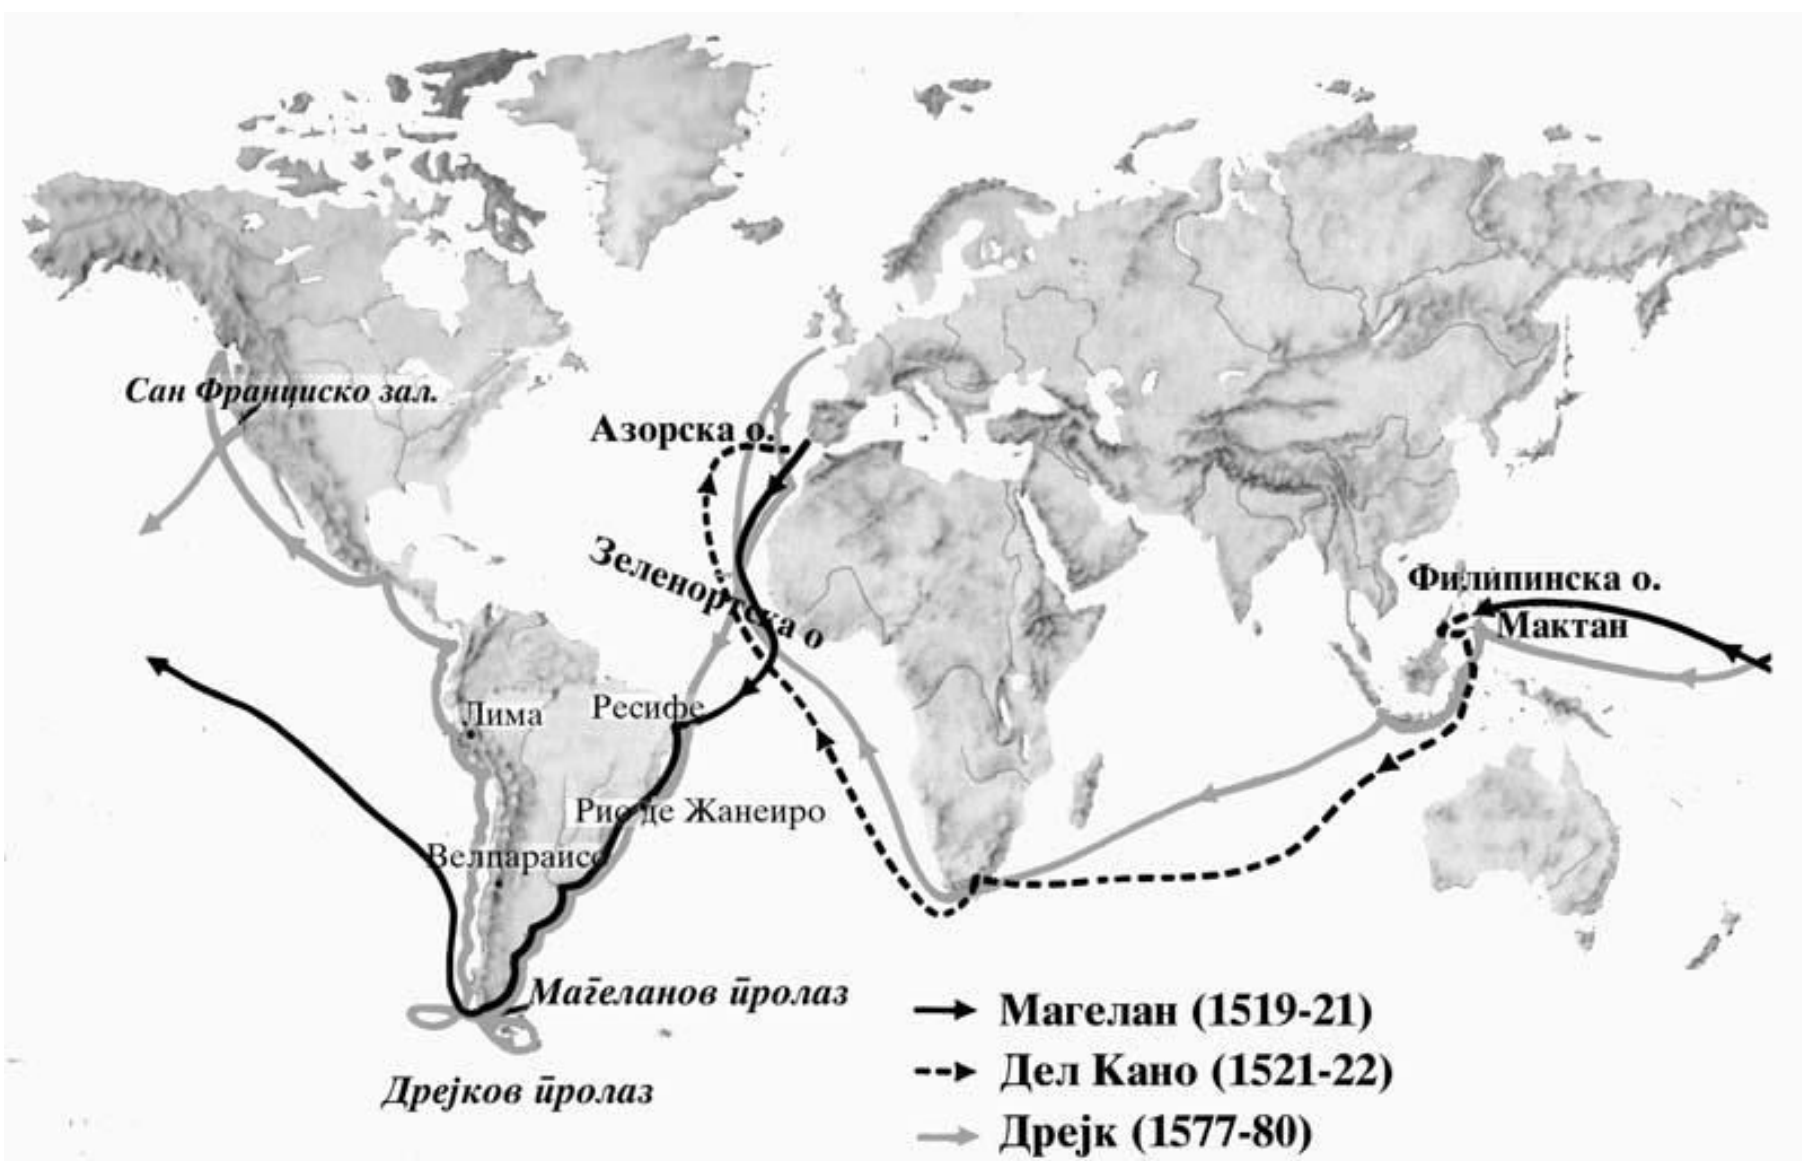 Сан Франциско зал.
Азорска о.
Зеленортска о
Филипинска о.
Мактан
Лима
Ресифе
Рио де Жанеиро
Велпараисо
Магеланов пролаз
Дрејков пролаз
Магелан (1519-21)
Дел Кано (1521-22)
Дрејк (1577-80)